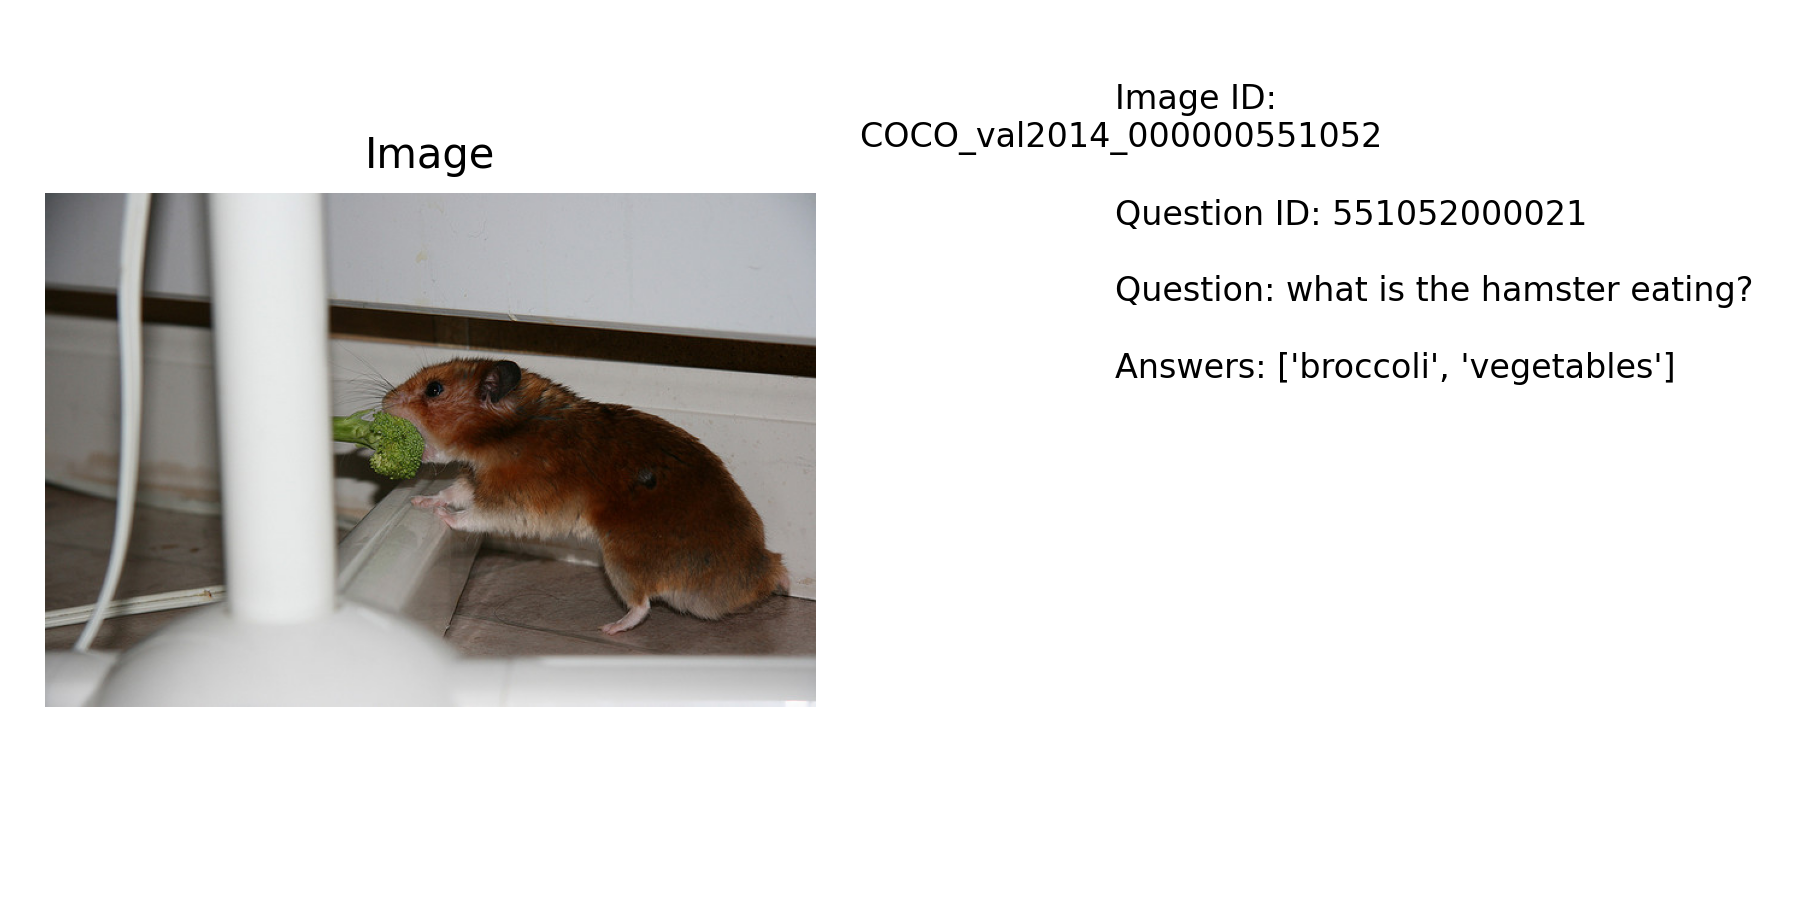 Image
Image ID:
COCO_val2014_000000551052
Question ID: 551052000021
Question: what is the hamster eating?
Answers: ['broccoli', 'vegetables']